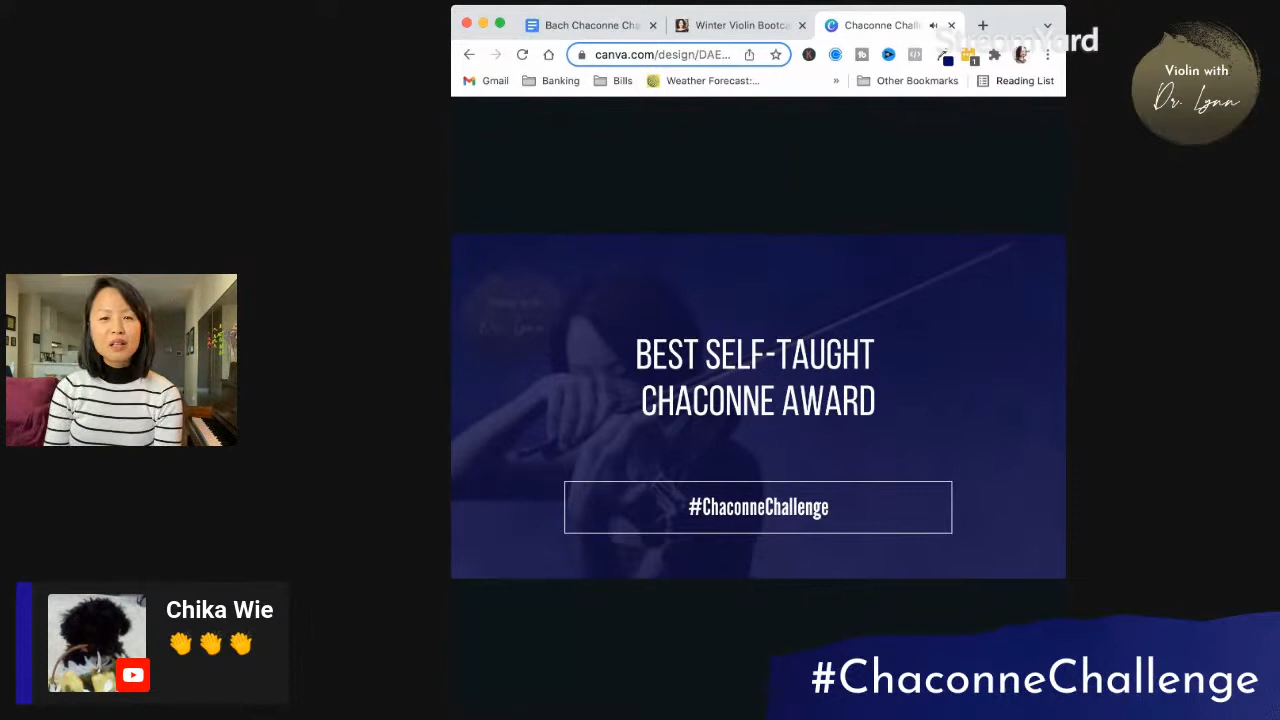 Bach Chaconne Cha
Winter Violin Bootca
Chaconne Chall
StreamYard
canva.com/design/DAE...
Gmail
Banking
Bills
Weather Forecast:...
»
Other Bookmarks
Reading List
Violin with
Dr. Lynn
BEST SELF-TAUGHT
CHACONNE AWARD
#ChaconneChallenge
Chika Wie
👏👏👏
#ChaconneChallenge